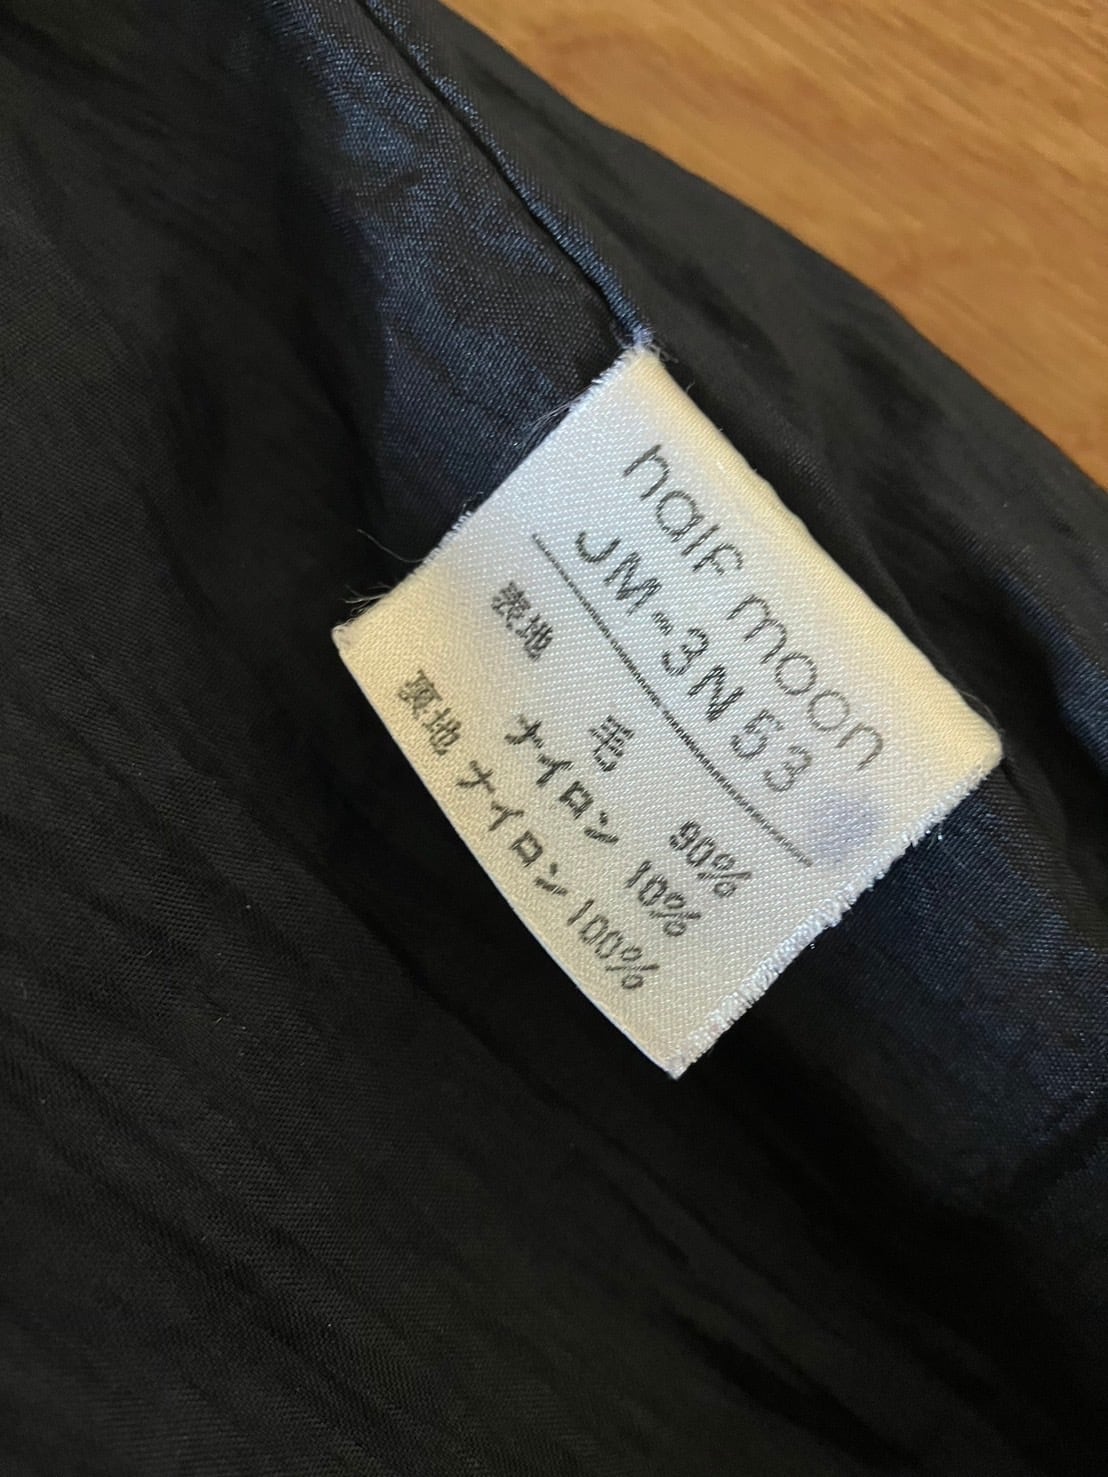 half moon
JM-3N53
表地 毛 90%
ナイロン 10%
裏地 ナイロン 100%